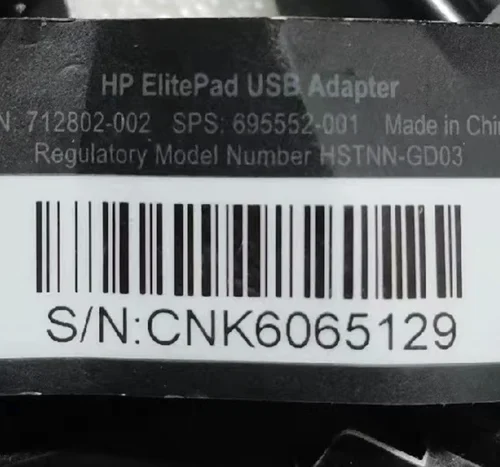 HP ElitePad USB Adapter
N: 712802-002 SPS: 695552-001 Made in Chin
Regulatory Model Number HSTNN-GD03
S/N:CNK6065129